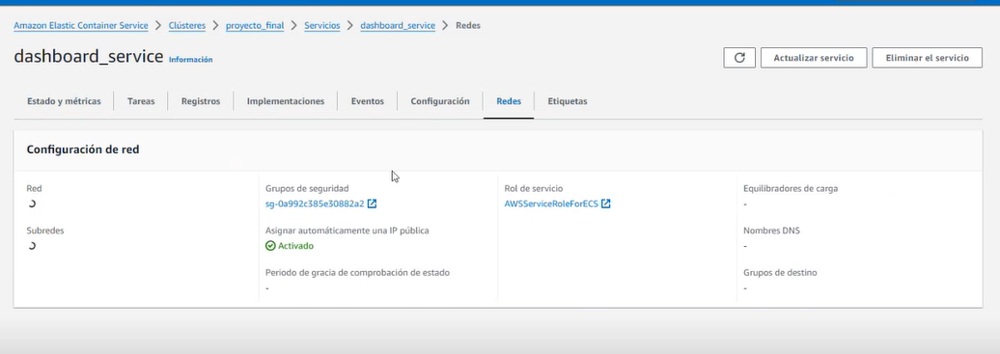 Amazon Elastic Container Service > Clústeres > proyecto_final > Servicios > dashboard_service > Redes
dashboard_service Información
Actualizar servicio
Eliminar el servicio
Estado y métricas
Tareas
Registros
Implementaciones
Eventos
Configuración
Redes
Etiquetas
Configuración de red
Red
Subredes
Grupos de seguridad
sg-0a992c385e30882a2
Asignar automáticamente una IP pública
Activado
Periodo de gracia de comprobación de estado
-
Rol de servicio
AWSServiceRoleForECS
Equilibradores de carga
-
Nombres DNS
-
Grupos de destino
-